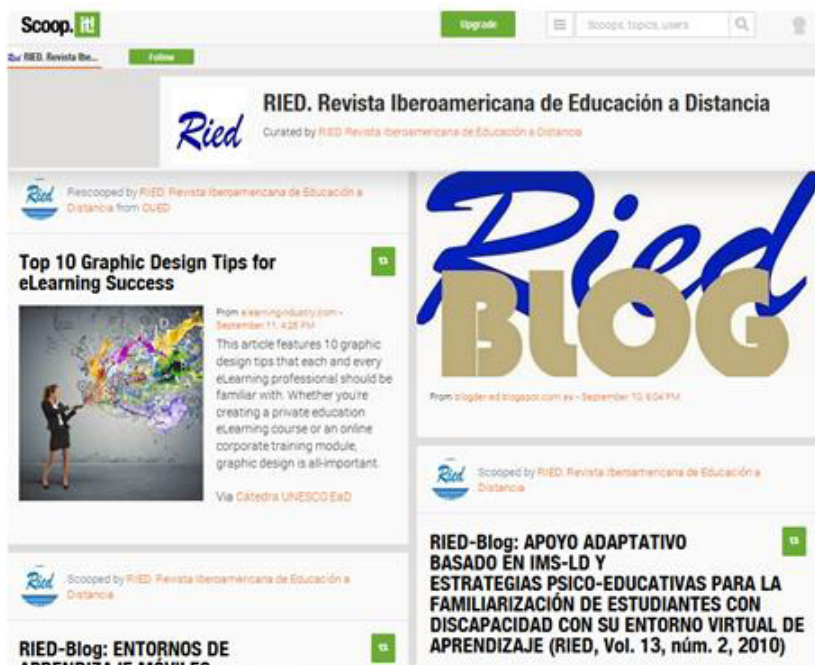 Scoop.it!
Upgrade
Scoops, topics, users
RIED. Revista Ibe...
Follow
Ried
RIED. Revista Iberoamericana de Educación a Distancia
Curated by RIED. Revista Iberoamericana de Educación a Distancia
Ried
Rescooped by RIED. Revista Iberoamericana de Educación a
Distancia from CUED
Top 10 Graphic Design Tips for
eLearning Success
From elearningindustry.com -
September 11, 4:25 PM
This article features 10 graphic
design tips that each and every
eLearning professional should be
familiar with. Whether you're
creating a private education
eLearning course or an online
corporate training module,
graphic design is all-important.
Via Cátedra UNESCO EaD
Ried
Scooped by RIED. Revista Iberoamericana de Educación a
Distancia
RIED-Blog: ENTORNOS DE
APRENDIZAJE MÓVILES
Ried
BLOG
From blogderied.blogspot.com.es - September 10, 6:04 PM
Ried
Scooped by RIED. Revista Iberoamericana de Educación a
Distancia
RIED-Blog: APOYO ADAPTATIVO
BASADO EN IMS-LD Y
ESTRATEGIAS PSICO-EDUCATIVAS PARA LA
FAMILIARIZACIÓN DE ESTUDIANTES CON
DISCAPACIDAD CON SU ENTORNO VIRTUAL DE
APRENDIZAJE (RIED, Vol. 13, núm. 2, 2010)